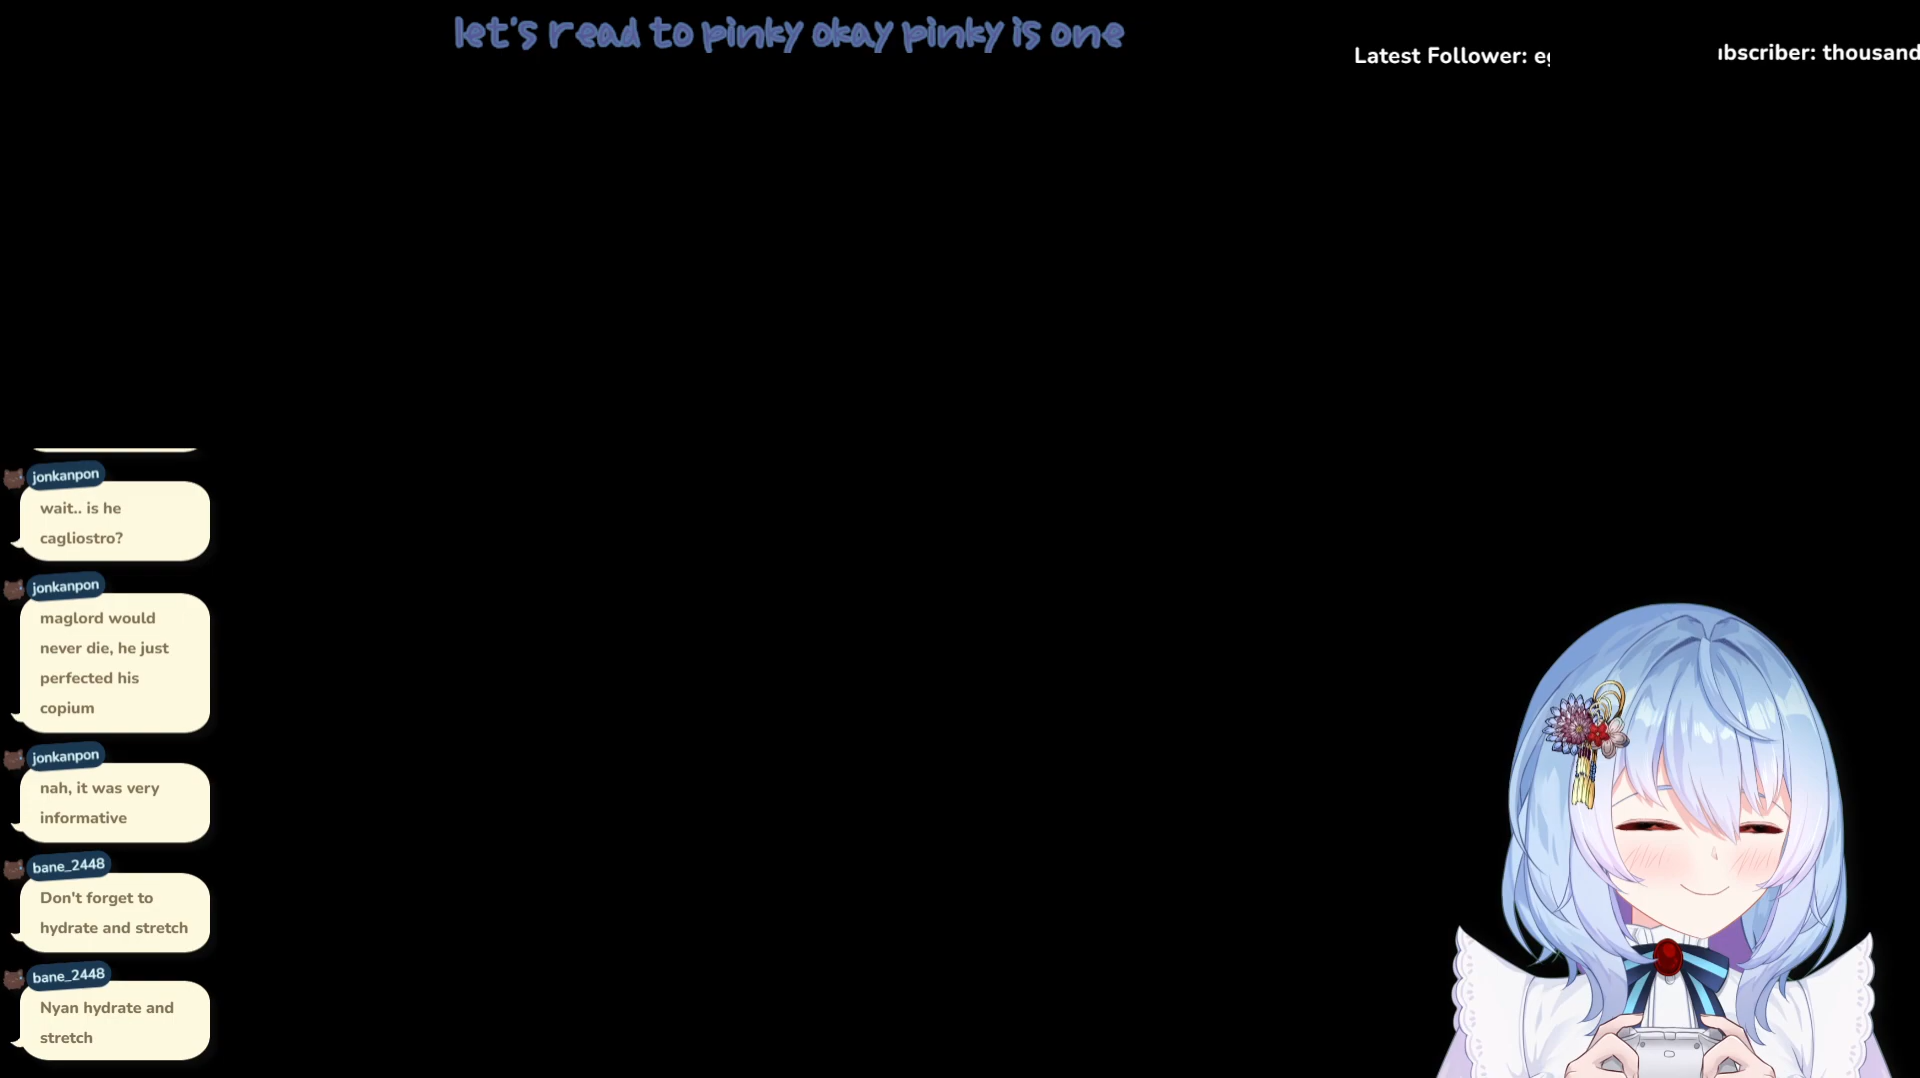 let's read to pinky okay pinky is one
Latest Follower:
thousand
jonkanpon
wait.. is he
cagliostro?
jonkanpon
maglord would
never die, he just
perfected his
copium
jonkanpon
nah, it was very
informative
bane_2448
Don't forget to
hydrate and stretch
bane_2448
Nyan hydrate and
stretch